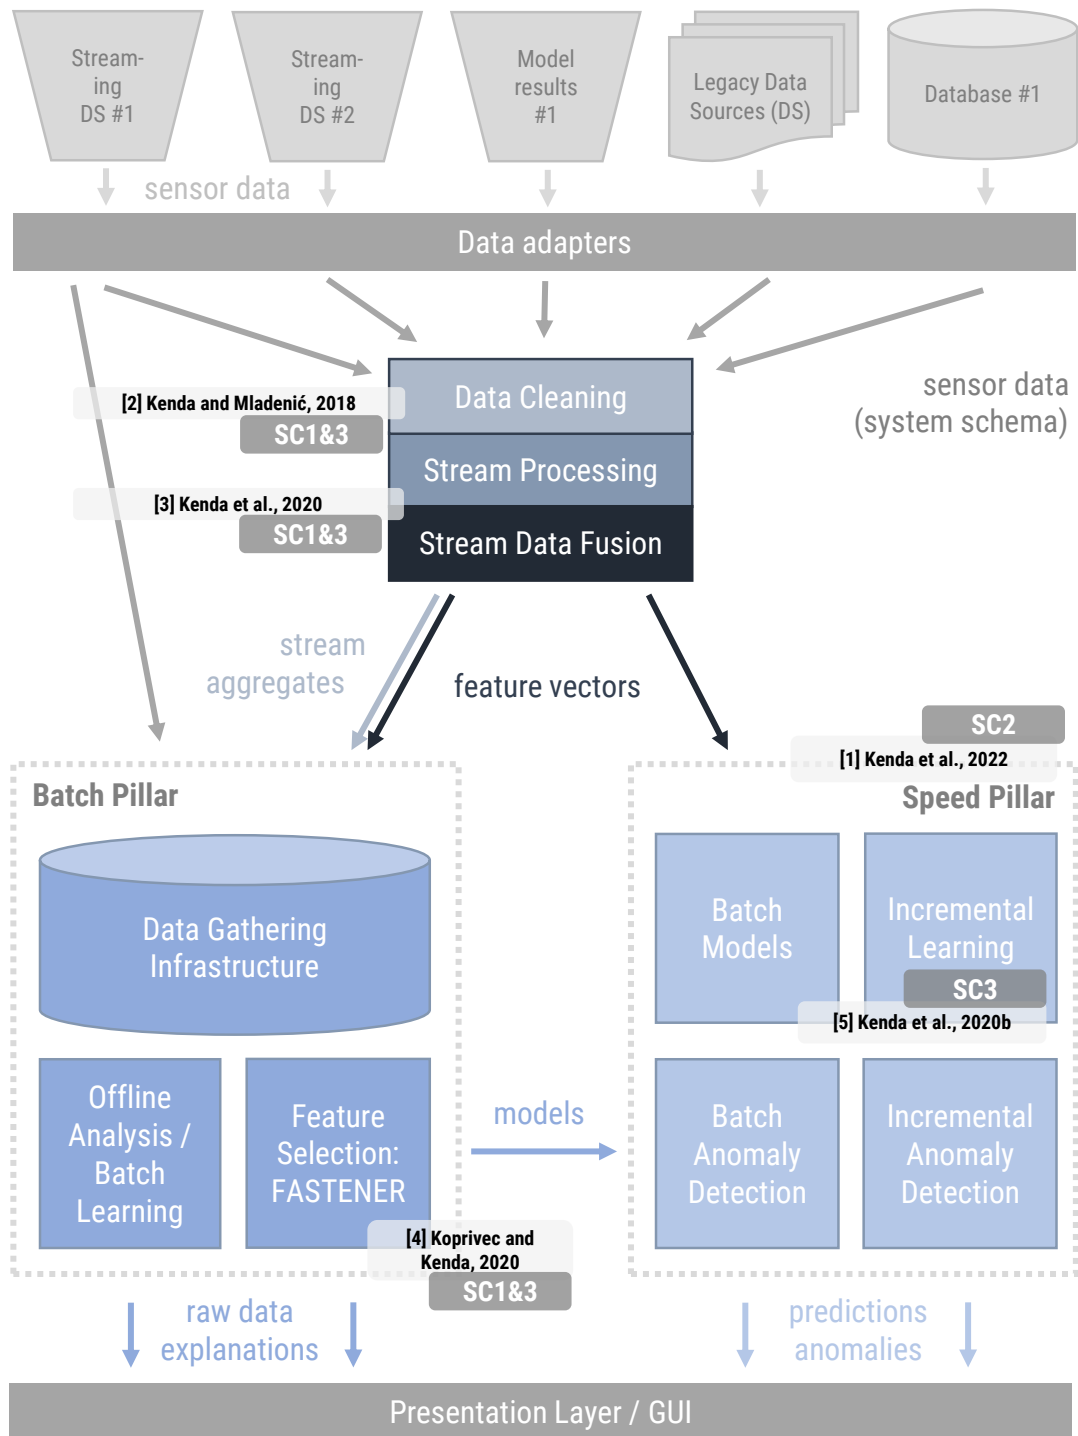 Stream-
ing
DS #1
Stream-
ing
DS #2
Model
results
#1
Legacy Data
Sources (DS)
Database #1
sensor data
Data adapters
sensor data
(system schema)
Data Cleaning
[2] Kenda and Mladenić, 2018
SC1&3
Stream Processing
[3] Kenda et al., 2020
SC1&3
Stream Data Fusion
stream
aggregates
feature vectors
SC2
[1] Kenda et al., 2022
Batch Pillar
Speed Pillar
Data Gathering
Infrastructure
Batch
Models
Incremental
Learning
SC3
[5] Kenda et al., 2020b
Offline
Analysis /
Batch
Learning
Feature
Selection:
FASTENER
models
Batch
Anomaly
Detection
Incremental
Anomaly
Detection
[4] Koprivec and
Kenda, 2020
SC1&3
raw data
explanations
predictions
anomalies
Presentation Layer / GUI